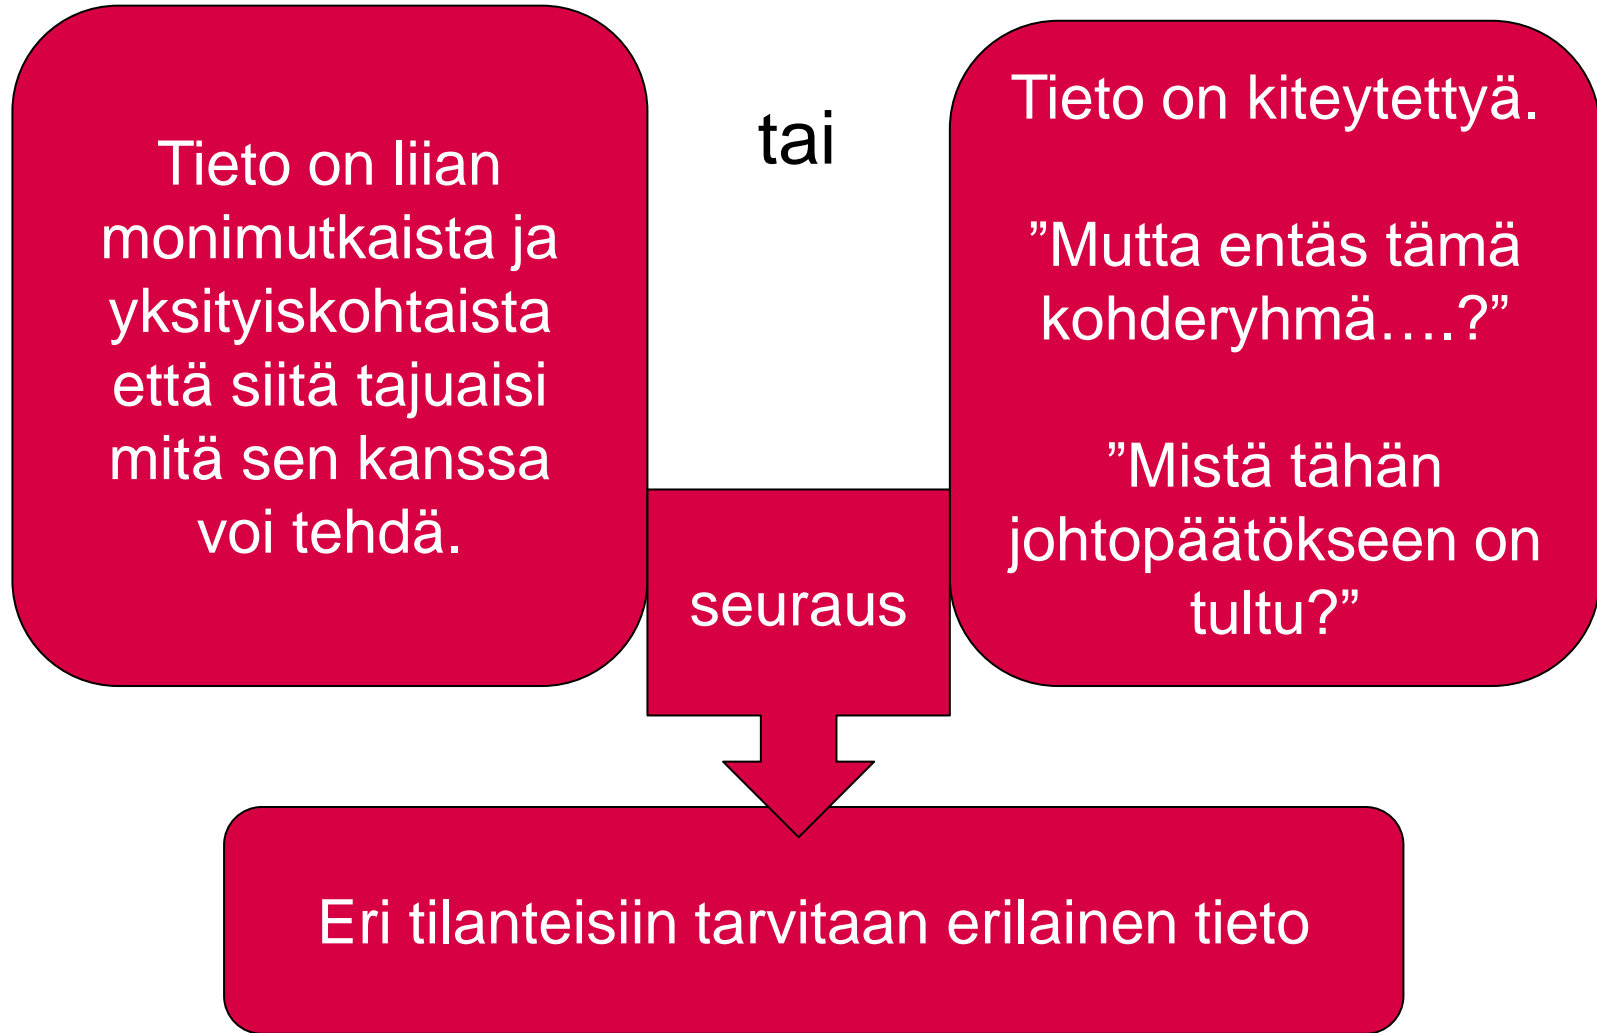 Tieto on liian
monimutkaista ja
yksityiskohtaista
että siitä tajuaisi
mitä sen kanssa
voi tehdä.
tai
Tieto on kiteytettyä.
”Mutta entäs tämä
kohderyhmä….?”
”Mistä tähän
johtopäätökseen on
tultu?”
seuraus
Eri tilanteisiin tarvitaan erilainen tieto